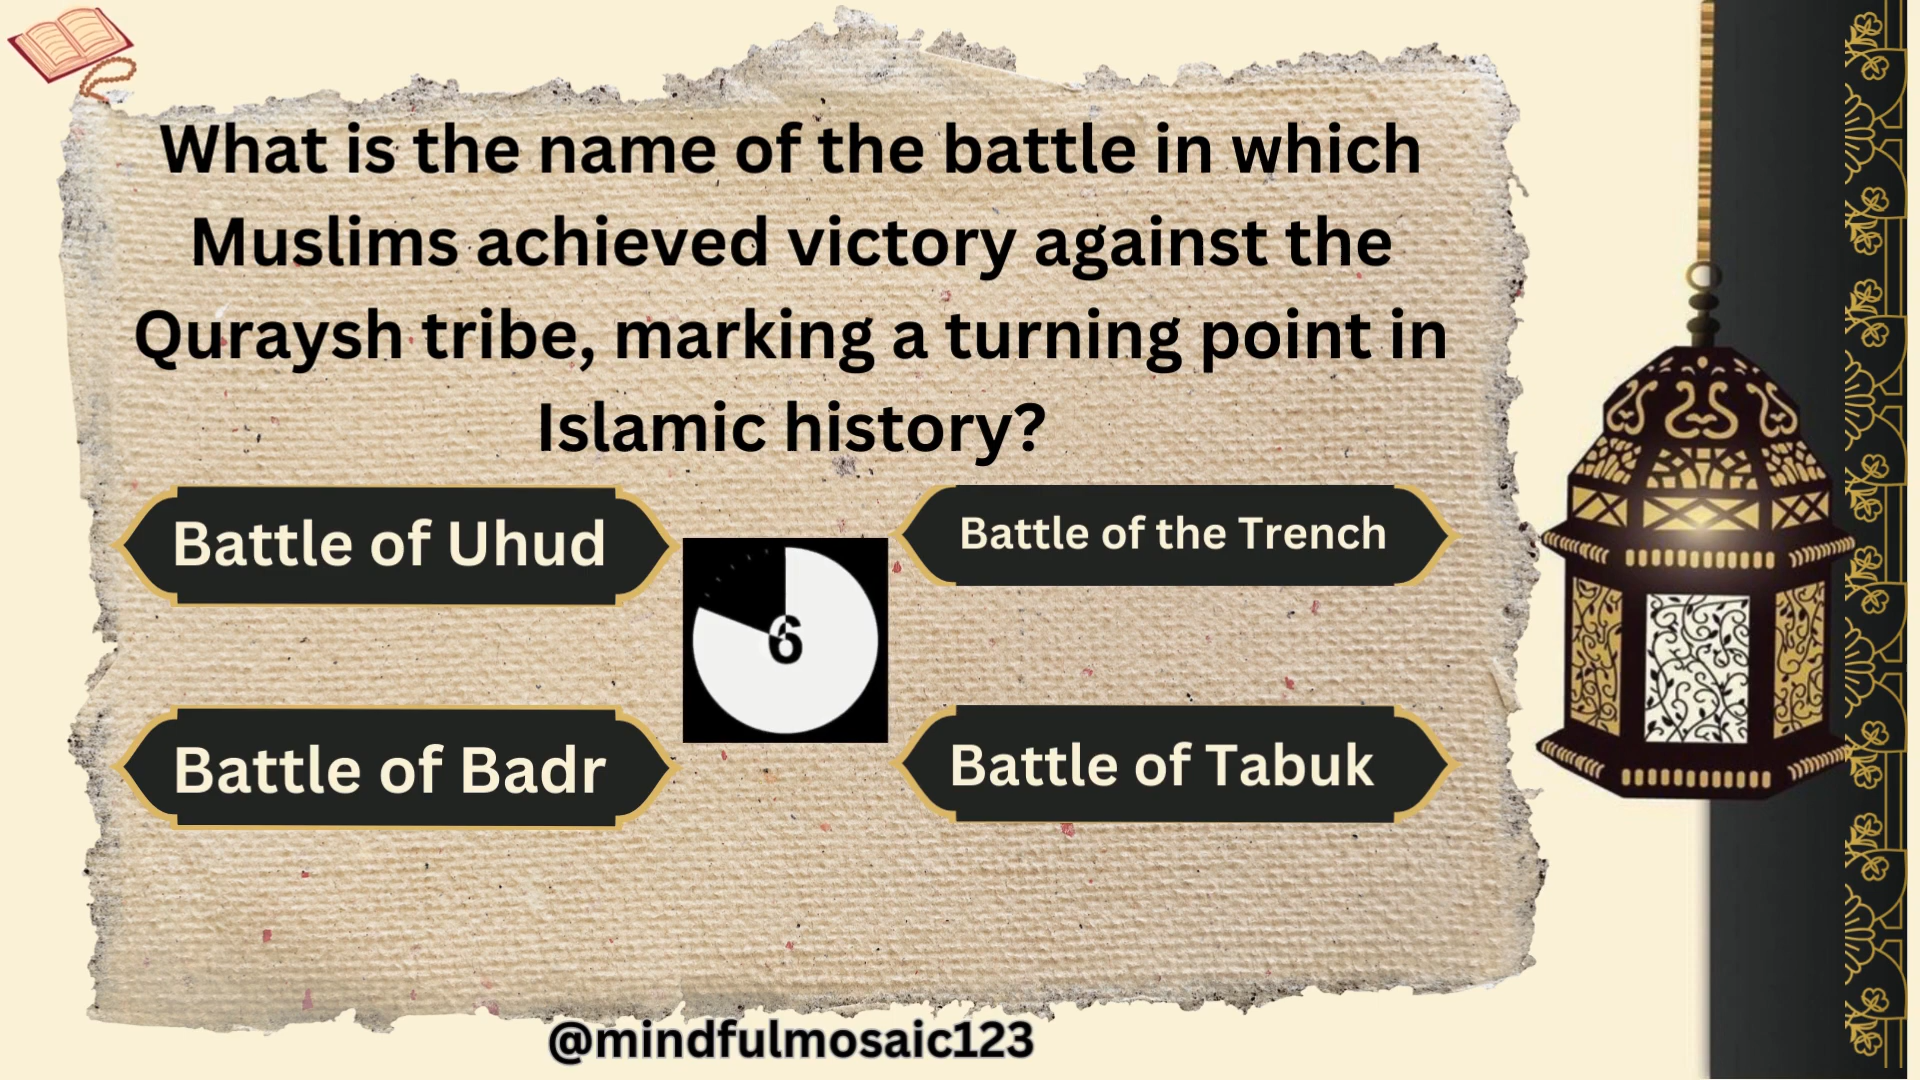 What is the name of the battle in which
Muslims achieved victory against the
Quraysh tribe, marking a turning point in
Islamic history?
Battle of Uhud
Battle of the Trench
6
Battle of Badr
Battle of Tabuk
@mindfulmosaic123